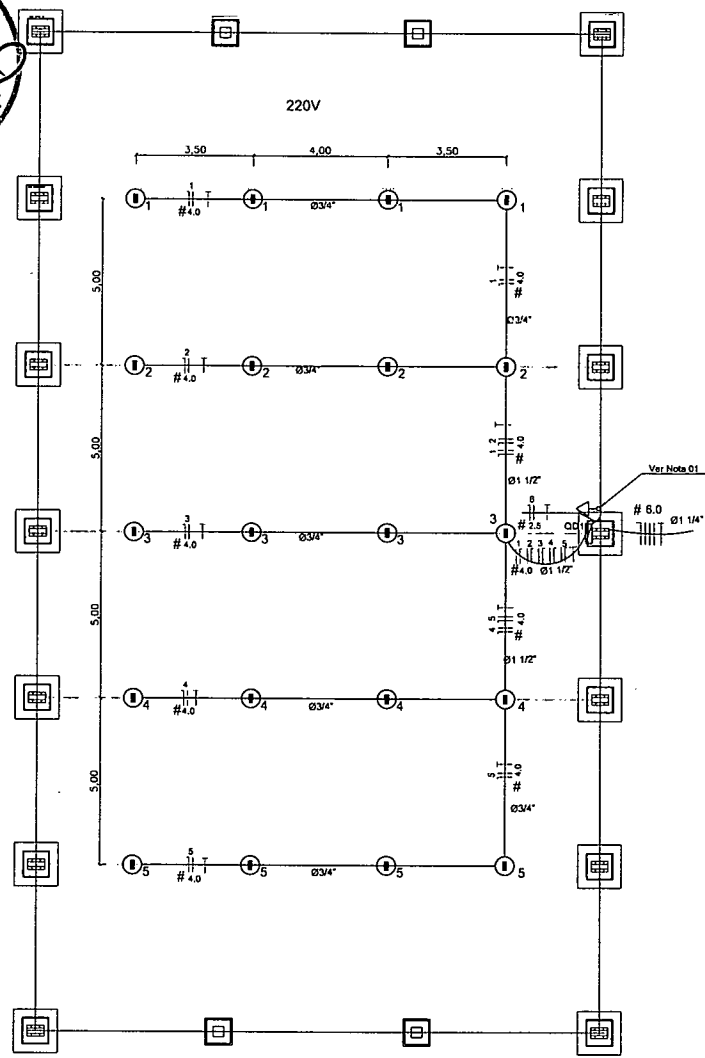 220V
3,50 4,00 3,50
1
1 #4.0 1 Ø3/4" 1 1
5,00
1 # 4.0
Ø3/4"
2
2 #4.0 2 Ø3/4" 2 2
5,00
1 2 # 4.0
Ø1 1/2"
Ver Nota 01
6
# 2.5
# 6.0 Ø1 1/4"
3
3 #4.0 3 Ø3/4" 3 3
1 2 3 4 5
#4.0 Ø1 1/2"
5,00
4 5 # 4.0
Ø1 1/2"
4
4 #4.0 4 Ø3/4" 4 4
5,00
5 # 4.0
Ø3/4"
5
5 #4.0 5 Ø3/4" 5 5